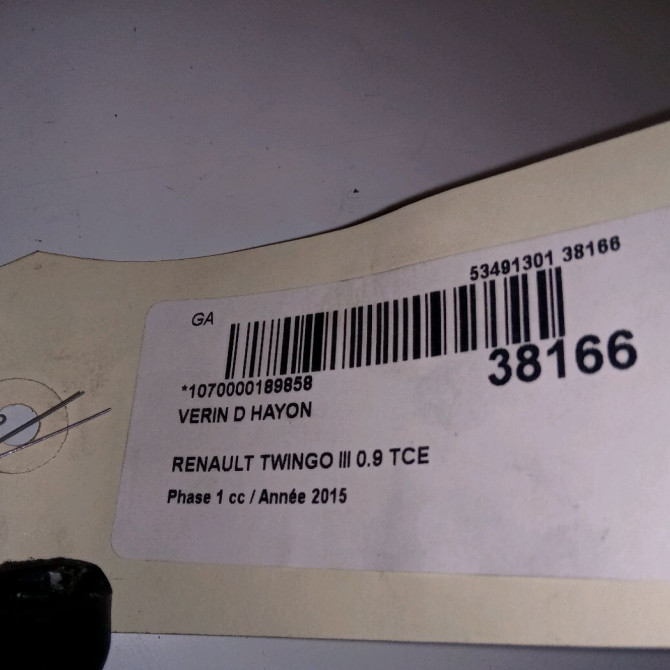 53491301 38166
GA
38166
*1070000189858
VERIN D HAYON
RENAULT TWINGO III 0.9 TCE
Phase 1 cc / Année 2015